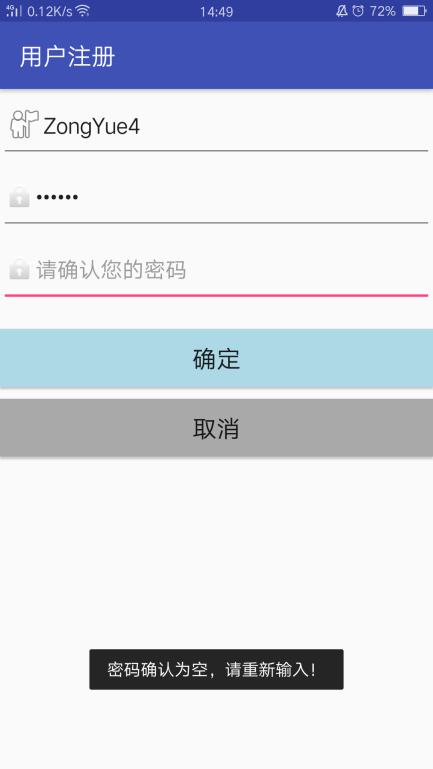 4G 0.12K/s 14:49 72%
用户注册
ZongYue4
••••••
请确认您的密码
确定
取消
密码确认为空，请重新输入！